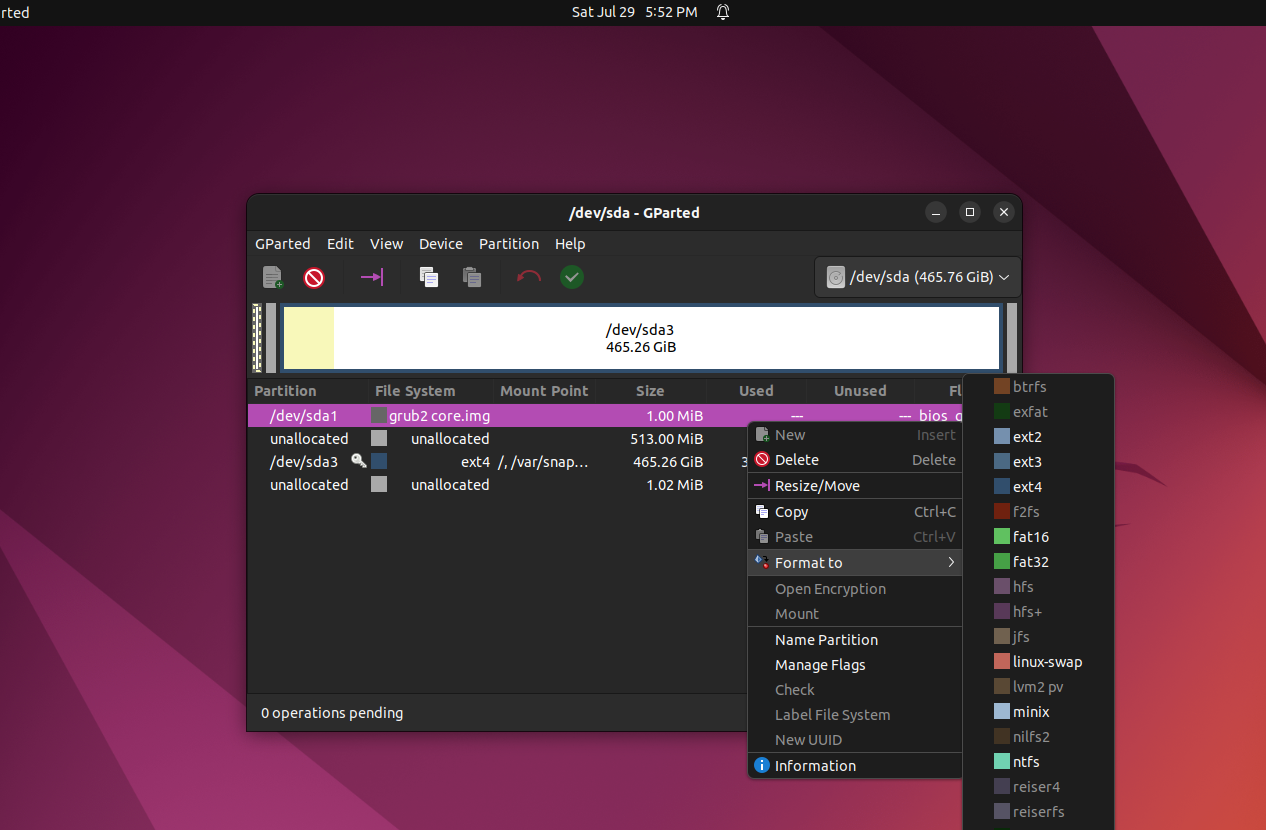 rted
Sat Jul 29 5:52 PM
/dev/sda - GParted
GParted Edit View Device Partition Help
/dev/sda (465.76 GiB)
/dev/sda3
465.26 GiB
Partition File System Mount Point Size Used Unused Fl
/dev/sda1 grub2 core.img 1.00 MiB --- --- bios_g
unallocated unallocated 513.00 MiB
/dev/sda3 ext4 /, /var/snap... 465.26 GiB 3
unallocated unallocated 1.02 MiB
0 operations pending
New Insert
Delete Delete
Resize/Move
Copy Ctrl+C
Paste Ctrl+V
Format to
Open Encryption
Mount
Name Partition
Manage Flags
Check
Label File System
New UUID
Information
btrfs
exfat
ext2
ext3
ext4
f2fs
fat16
fat32
hfs
hfs+
jfs
linux-swap
lvm2 pv
minix
nilfs2
ntfs
reiser4
reiserfs